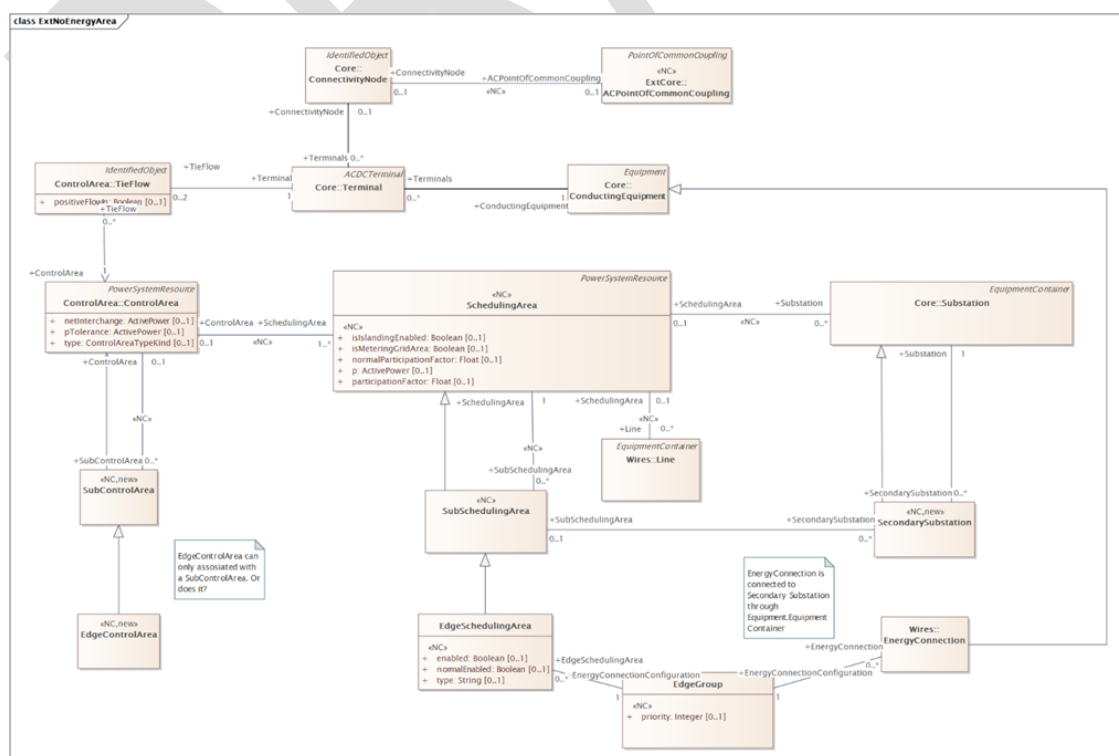 class ExtNoEnergyArea
IdentifiedObject
Core::
ConnectivityNode
+ConnectivityNode
0..1
«NC»
+ACPointOfCommonCoupling
0..1
PointOfCommonCoupling
«NC»
ExtCore::
ACPointOfCommonCoupling
+ConnectivityNode
0..1
+Terminals
0..*
IdentifiedObject
ControlArea::TieFlow
+ positiveFlowIn: Boolean [0..1]
+TieFlow
0..2
+Terminal
1
ACDCTerminal
Core::Terminal
+Terminals
0..*
+ConductingEquipment
1
Equipment
Core::
ConductingEquipment
+TieFlow
0..*
+ControlArea
1
PowerSystemResource
ControlArea::ControlArea
+ netInterchange: ActivePower [0..1]
+ pTolerance: ActivePower [0..1]
+ type: ControlAreaTypeKind [0..1]
+ControlArea
0..1
«NC»
+SchedulingArea
1..*
PowerSystemResource
«NC»
SchedulingArea
«NC»
+ isIslandingEnabled: Boolean [0..1]
+ isMeteringGridArea: Boolean [0..1]
+ normalParticipationFactor: Float [0..1]
+ p: ActivePower [0..1]
+ participationFactor: Float [0..1]
+SchedulingArea
0..1
«NC»
+Substation
0..*
EquipmentContainer
Core::Substation
+ControlArea
0..1
«NC»
+SubControlArea
0..*
+SchedulingArea
1
«NC»
+SubSchedulingArea
0..*
+SchedulingArea
0..1
«NC»
+Line
0..*
EquipmentContainer
Wires::Line
+Substation
1
+SecondarySubstation
0..*
«NC,new»
SubControlArea
«NC»
SubSchedulingArea
+SubSchedulingArea
0..1
+SecondarySubstation
0..*
«NC,new»
SecondarySubstation
EdgeControlArea can
only assosiated with
a SubControlArea. Or
does it?
EnergyConnection is
connected to
Secondary Substation
through
Equipment.Equipment
Container
«NC,new»
EdgeControlArea
EdgeSchedulingArea
«NC»
+ enabled: Boolean [0..1]
+ normalEnabled: Boolean [0..1]
+ type: String [0..1]
+EdgeSchedulingArea
0..*
+EnergyConnectionConfiguration
1
EdgeGroup
«NC»
+ priority: Integer [0..1]
+EnergyConnection
0..*
+EnergyConnectionConfiguration
1
Wires::
EnergyConnection